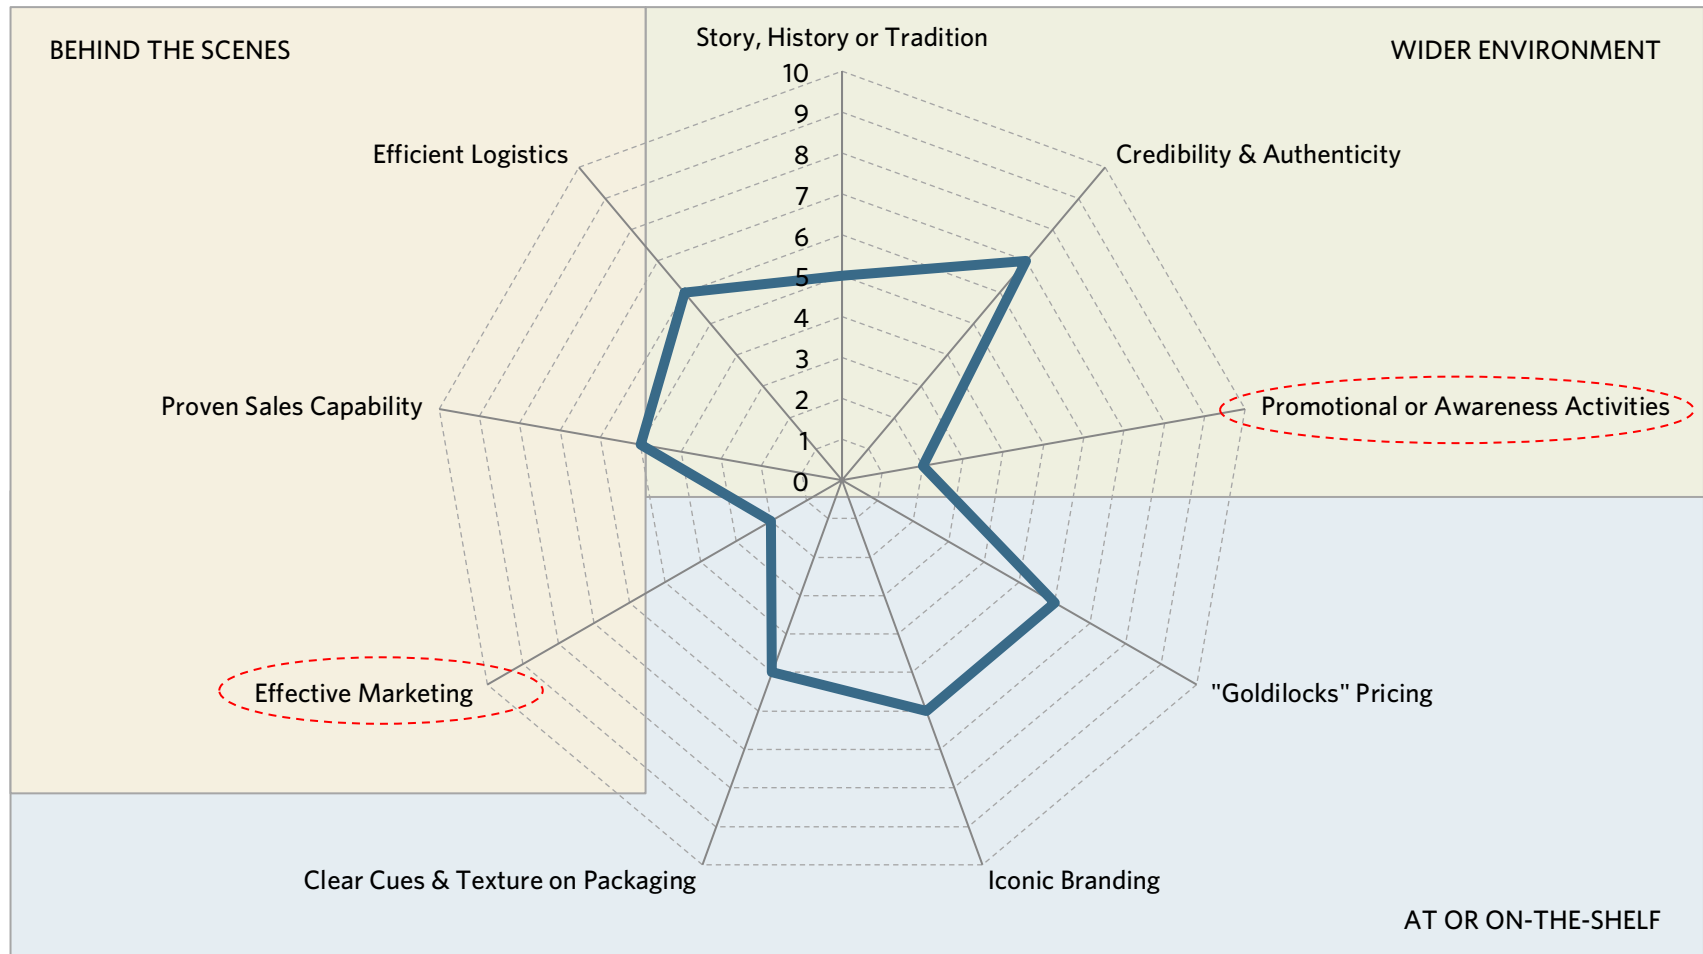 BEHIND THE SCENES
WIDER ENVIRONMENT
Story, History or Tradition
10
9
8
7
6
5
4
3
2
1
0
Efficient Logistics
Credibility & Authenticity
Proven Sales Capability
Promotional or Awareness Activities
Effective Marketing
"Goldilocks" Pricing
Clear Cues & Texture on Packaging
Iconic Branding
AT OR ON-THE-SHELF